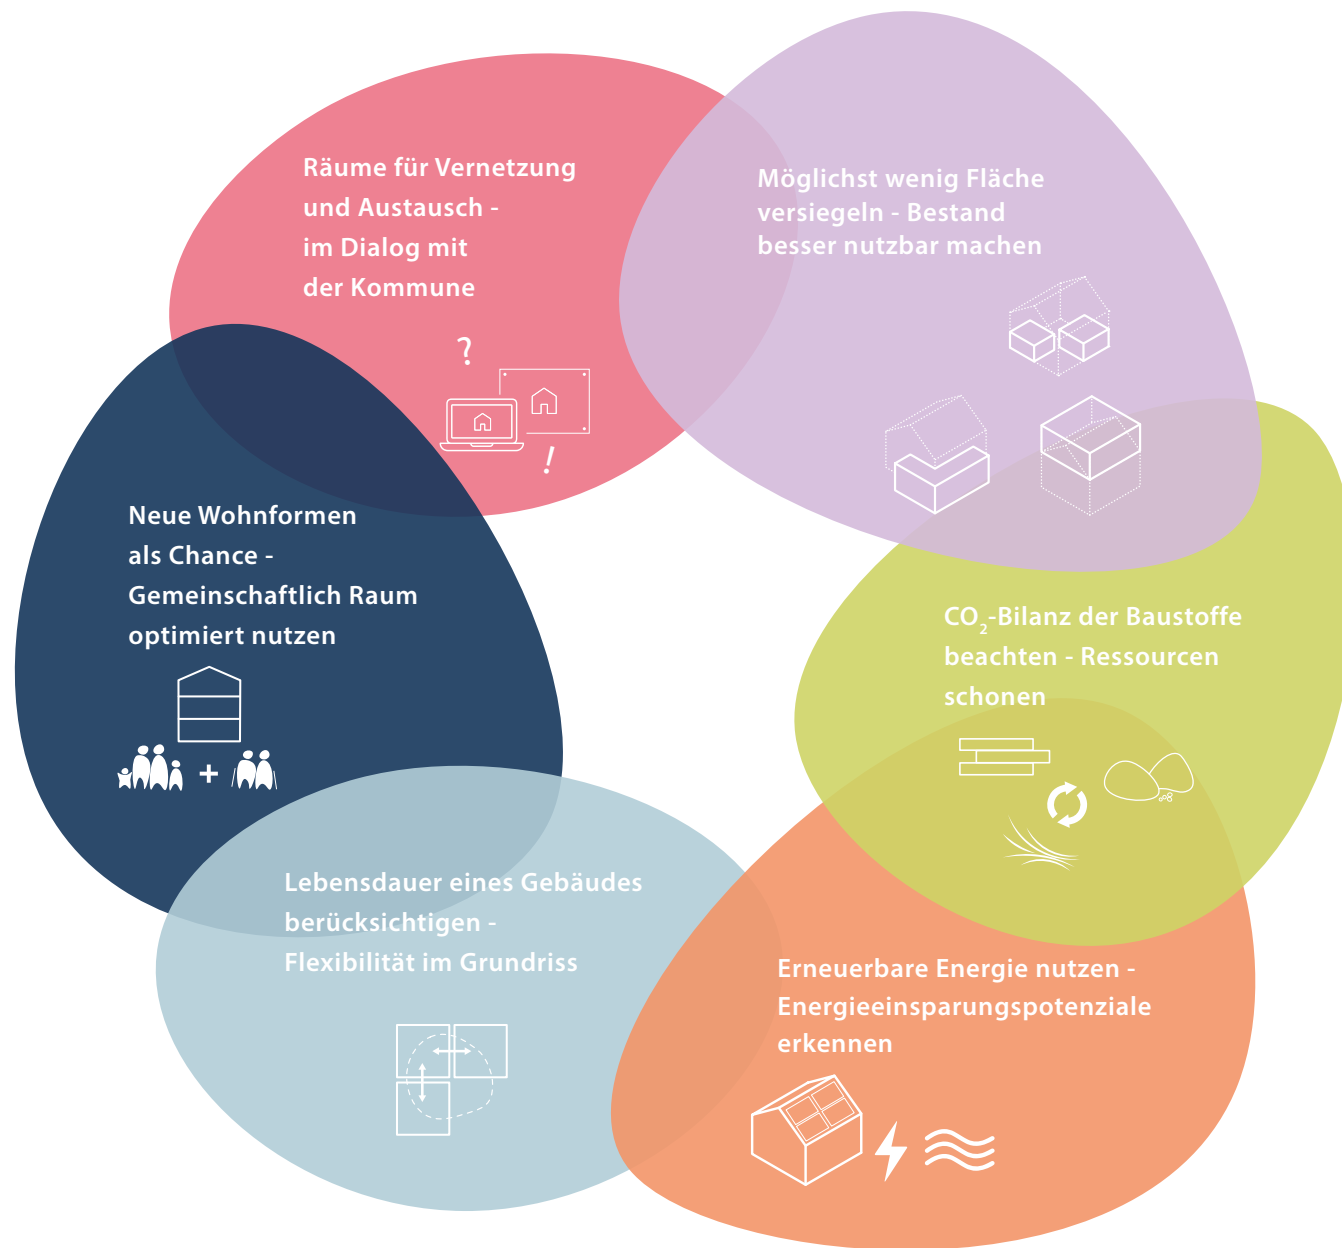 Räume für Vernetzung
und Austausch -
im Dialog mit
der Kommune
?
!
Möglichst wenig Fläche
versiegeln - Bestand
besser nutzbar machen
Neue Wohnformen
als Chance -
Gemeinschaftlich Raum
optimiert nutzen
+
CO₂-Bilanz der Baustoffe
beachten - Ressourcen
schonen
Lebensdauer eines Gebäudes
berücksichtigen -
Flexibilität im Grundriss
Erneuerbare Energie nutzen -
Energieeinsparungspotenziale
erkennen